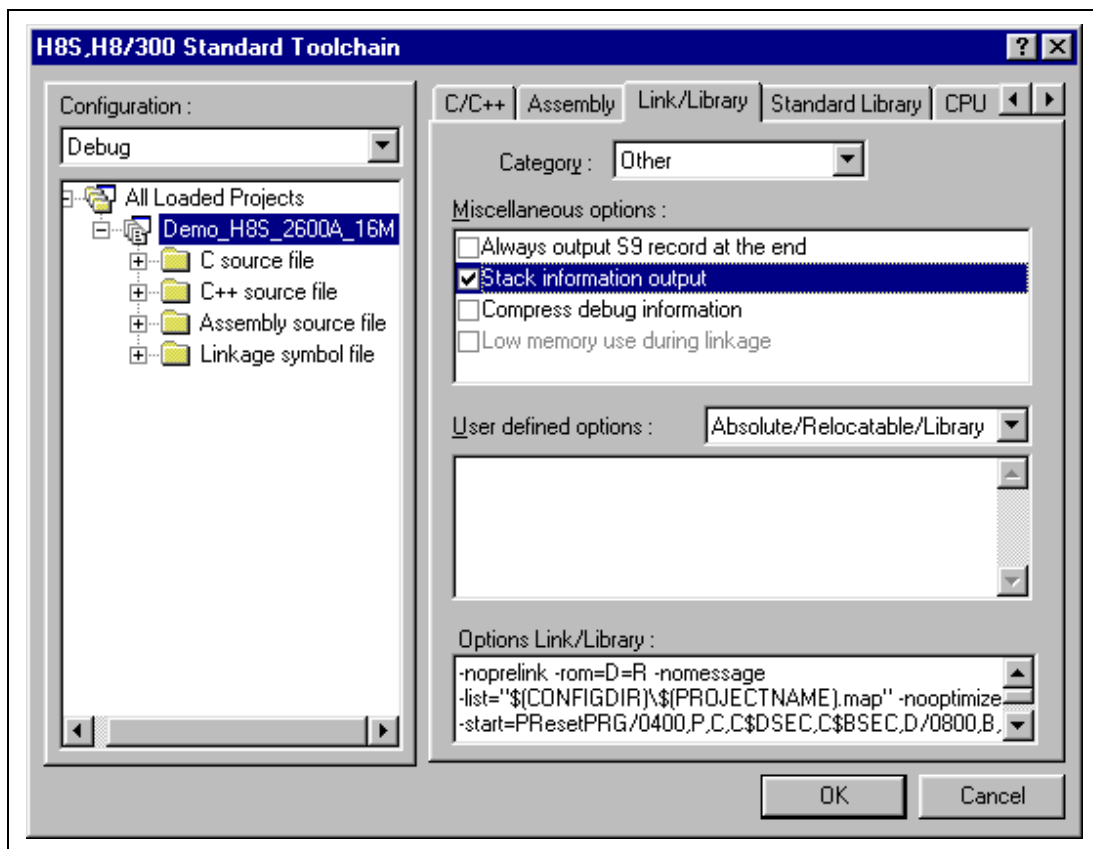 H8S,H8/300 Standard Toolchain
Configuration :
Debug
All Loaded Projects
Demo_H8S_2600A_16M
C source file
C++ source file
Assembly source file
Linkage symbol file
C/C++ Assembly Link/Library Standard Library CPU
Category : Other
Miscellaneous options :
Always output S9 record at the end
Stack information output
Compress debug information
Low memory use during linkage
User defined options : Absolute/Relocatable/Library
Options Link/Library :
-noprelink -rom=D=R -nomessage
-list="$(CONFIGDIR)\$(PROJECTNAME).map" -nooptimize
-start=PResetPRG/0400,P,C,C$DSEC,C$BSEC,D/0800,B,
OK Cancel